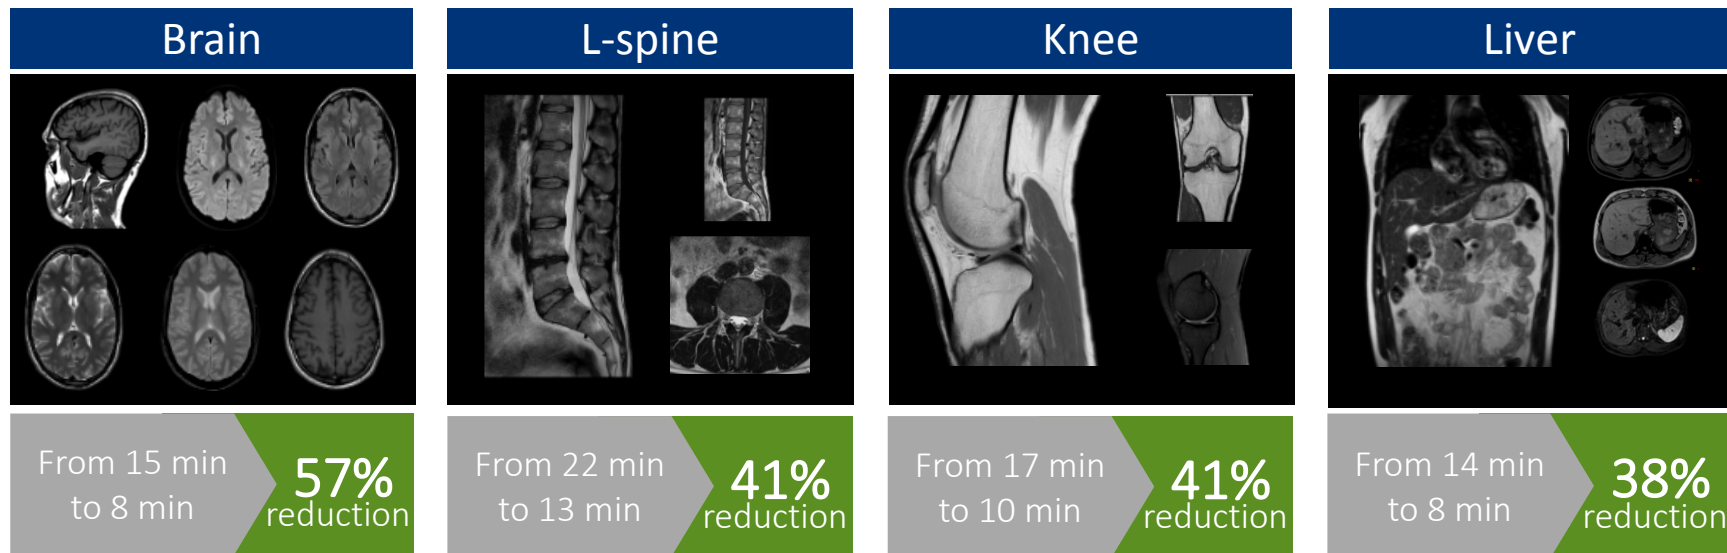 Brain
From 15 min
to 8 min
57%
reduction
L-spine
From 22 min
to 13 min
41%
reduction
Knee
From 17 min
to 10 min
41%
reduction
Liver
From 14 min
to 8 min
38%
reduction